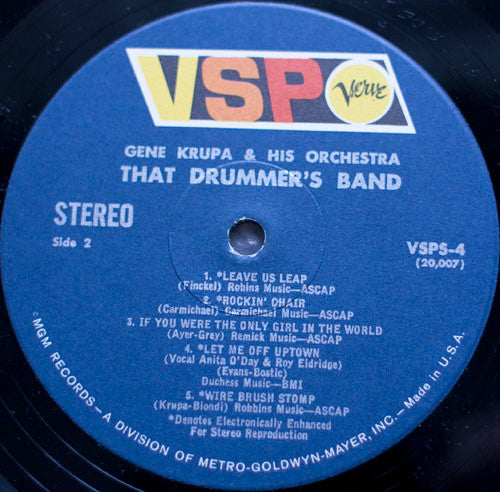 VSP Verve
GENE KRUPA & HIS ORCHESTRA
THAT DRUMMER'S BAND
STEREO
Side 2
VSPS-4
(20,007)
1. *LEAVE US LEAP
(Finckel) Robins Music—ASCAP
2. *ROCKIN' CHAIR
(Carmichael) Carmichael Music—ASCAP
3. IF YOU WERE THE ONLY GIRL IN THE WORLD
(Ayer-Grey) Remick Music—ASCAP
4. *LET ME OFF UPTOWN
(Vocal Anita O'Day & Roy Eldridge)
(Evans-Bostic)
Duchess Music—BMI
5. *WIRE BRUSH STOMP
(Krupa-Biondi) Robbins Music—ASCAP
*Denotes Electronically Enhanced
For Stereo Reproduction
MGM RECORDS — A DIVISION OF METRO-GOLDWYN-MAYER, INC. — Made in U.S.A.